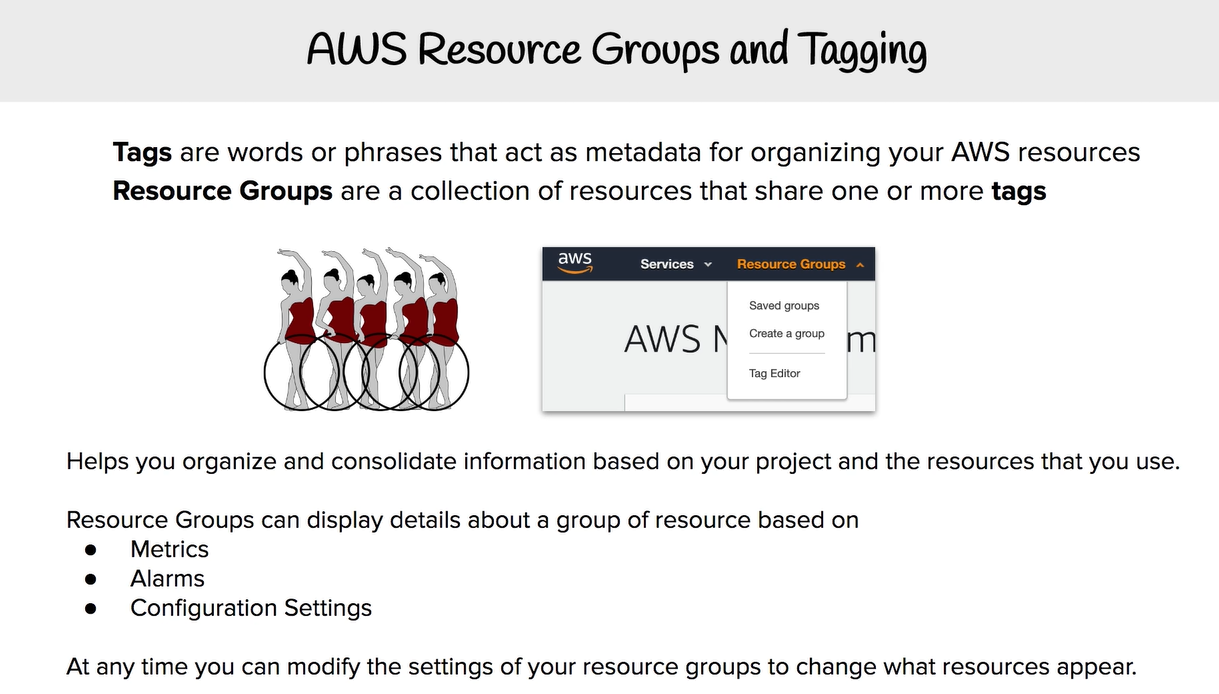 AWS Resource Groups and Tagging
Tags are words or phrases that act as metadata for organizing your AWS resources
Resource Groups are a collection of resources that share one or more tags
aws Services Resource Groups
Saved groups
Create a group
AWS m
Tag Editor
Helps you organize and consolidate information based on your project and the resources that you use.
Resource Groups can display details about a group of resource based on
● Metrics
● Alarms
● Configuration Settings
At any time you can modify the settings of your resource groups to change what resources appear.